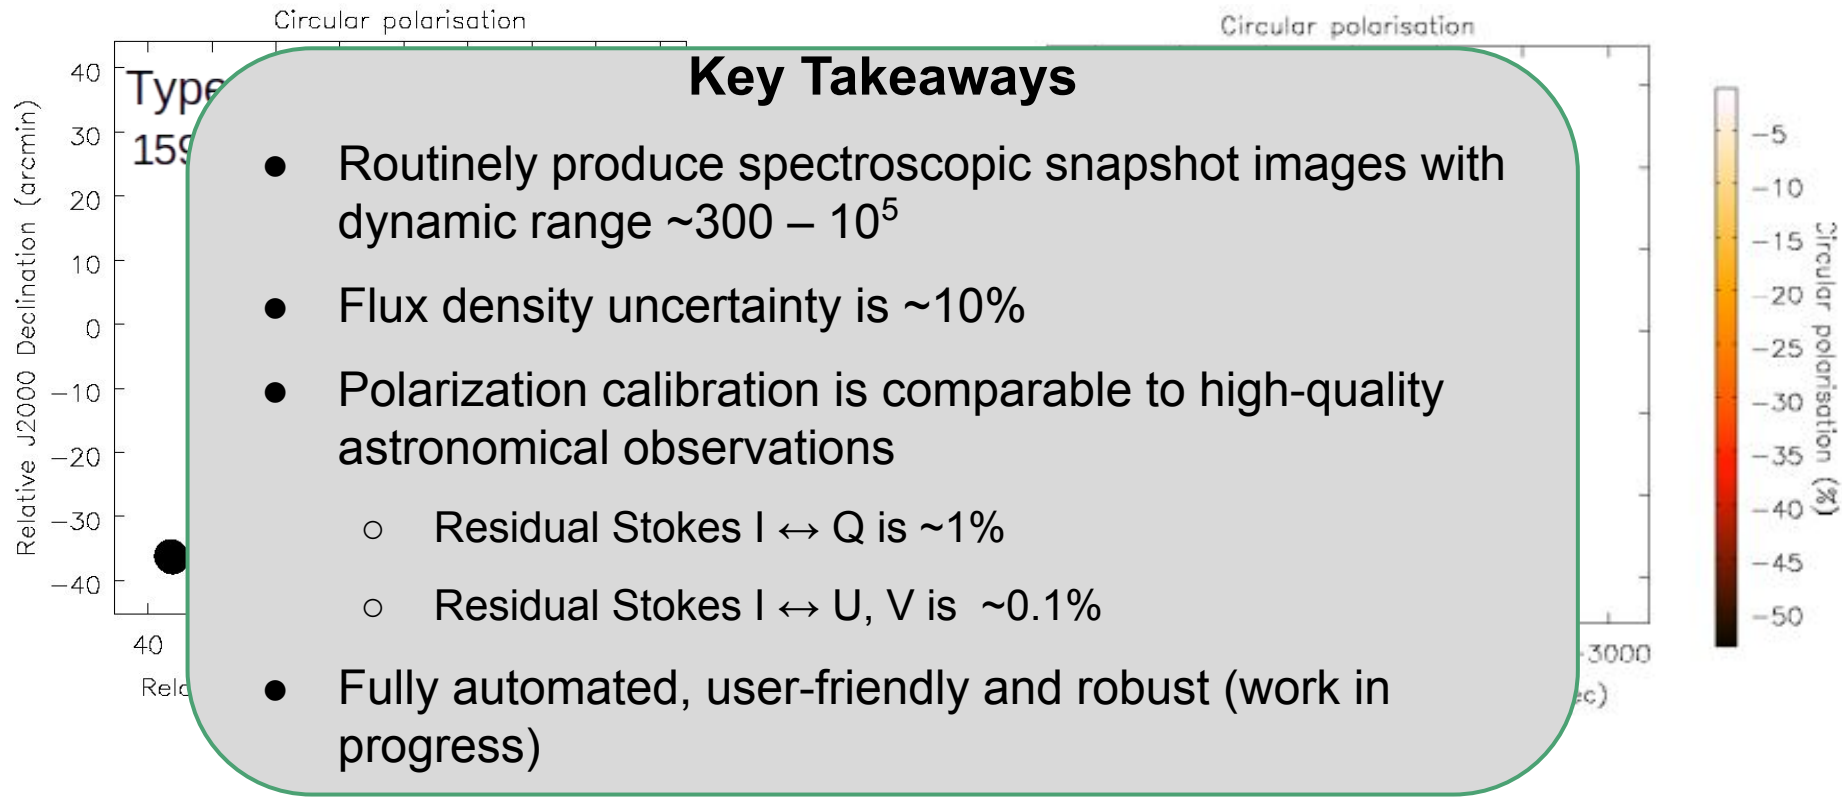 Circular polarisation
Circular polarisation
Key Takeaways
● Routinely produce spectroscopic snapshot images with
dynamic range ~300 – 10⁵
● Flux density uncertainty is ~10%
● Polarization calibration is comparable to high-quality
astronomical observations
○ Residual Stokes I ↔ Q is ~1%
○ Residual Stokes I ↔ U, V is ~0.1%
● Fully automated, user-friendly and robust (work in
progress)
Type
159
Relative J2000 Declination (arcmin)
40
30
20
10
0
−10
−20
−30
−40
40
-3000
−5
−10
−15
−20
−25
−30
−35
−40
−45
−50
Circular polarisation (%)